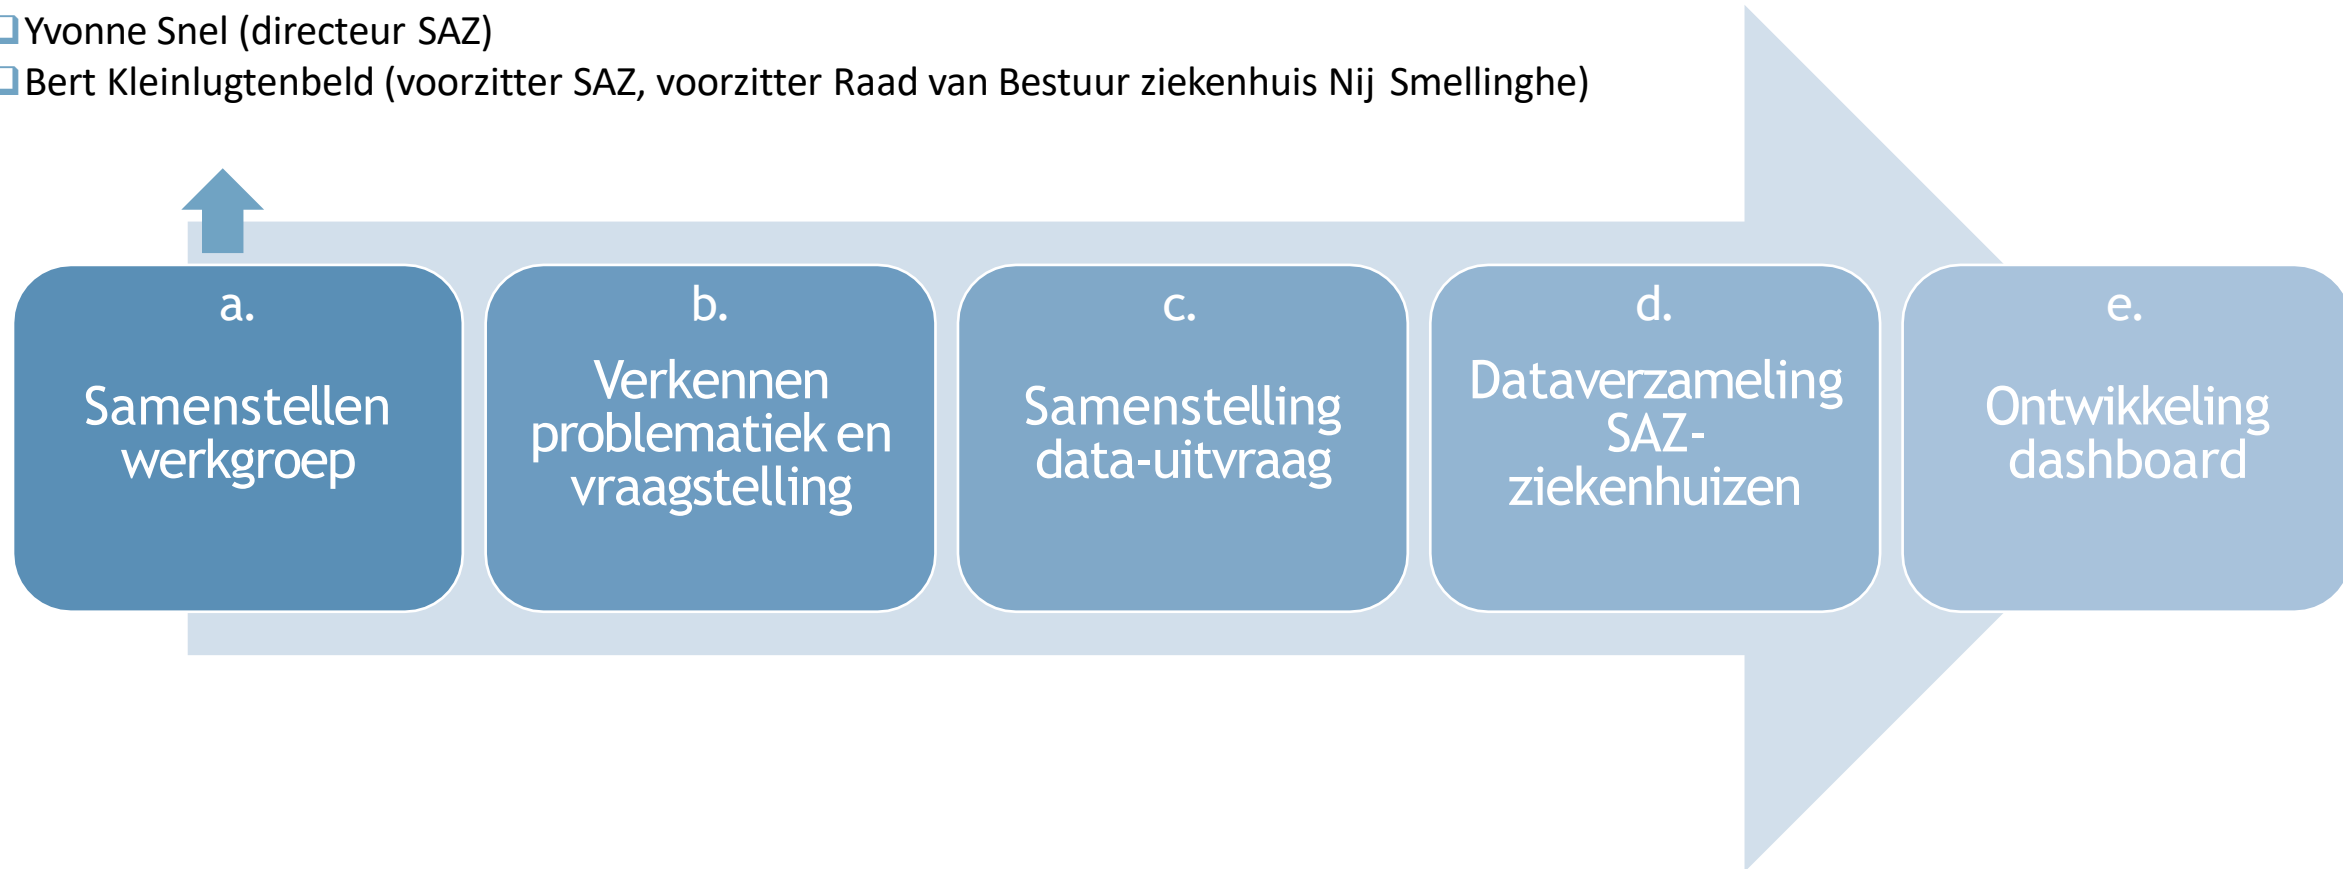 Yvonne Snel (directeur SAZ)
Bert Kleinlugtenbeld (voorzitter SAZ, voorzitter Raad van Bestuur ziekenhuis Nij Smellinghe)
a.
Samenstellen
werkgroep
b.
Verkennen
problematiek en
vraagstelling
c.
Samenstelling
data-uitvraag
d.
Dataverzameling
SAZ-
ziekenhuizen
e.
Ontwikkeling
dashboard